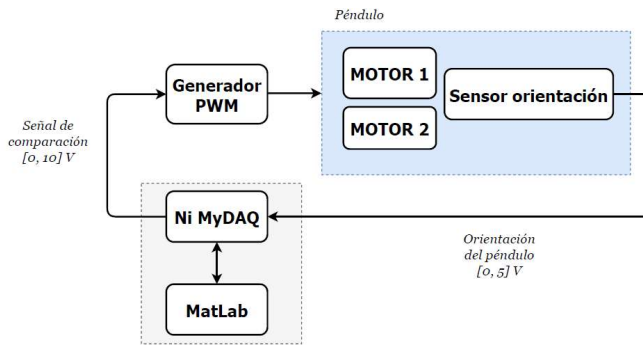 Péndulo
Generador
PWM
MOTOR 1
MOTOR 2
Sensor orientación
Señal de
comparación
[0, 10] V
Ni MyDAQ
MatLab
Orientación
del péndulo
[0, 5] V